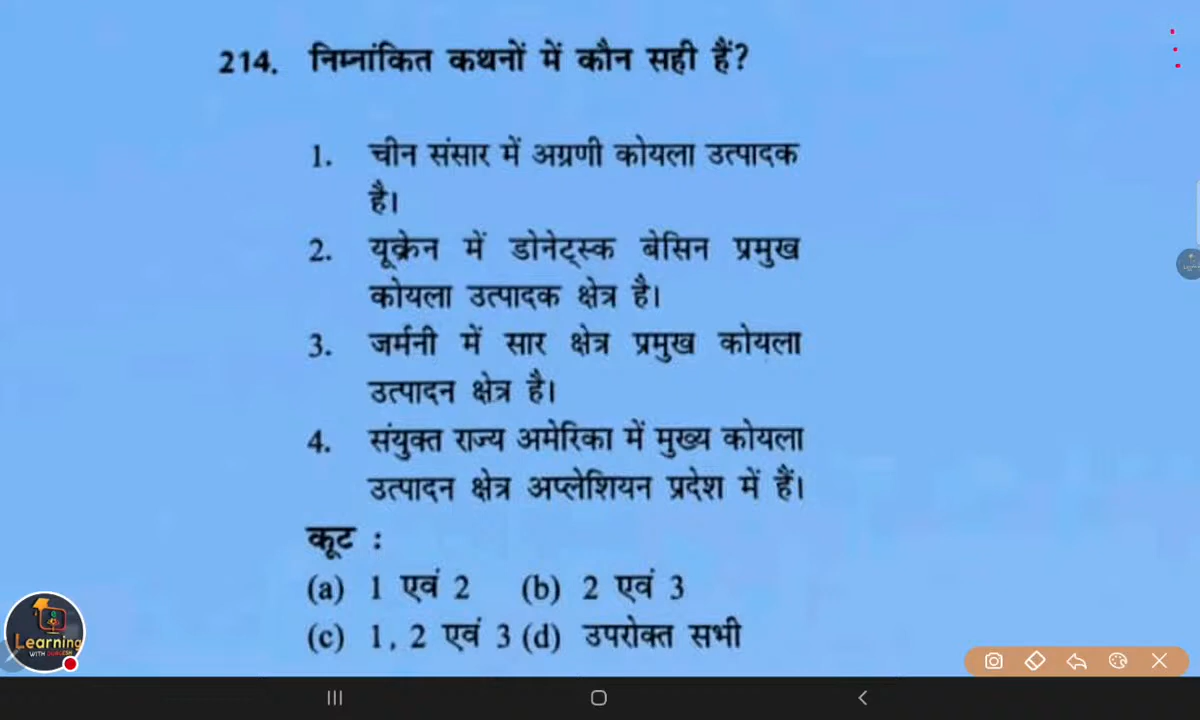 214. निम्नांकित कथनों में कौन सही हैं?
1. चीन संसार में अग्रणी कोयला उत्पादक
है।
2. यूक्रेन में डोनेट्स्क बेसिन प्रमुख
कोयला उत्पादक क्षेत्र है।
3. जर्मनी में सार क्षेत्र प्रमुख कोयला
उत्पादन क्षेत्र है।
4. संयुक्त राज्य अमेरिका में मुख्य कोयला
उत्पादन क्षेत्र अप्लेशियन प्रदेश में हैं।
कूट :
(a) 1 एवं 2 (b) 2 एवं 3
(c) 1, 2 एवं 3 (d) उपरोक्त सभी
Learning